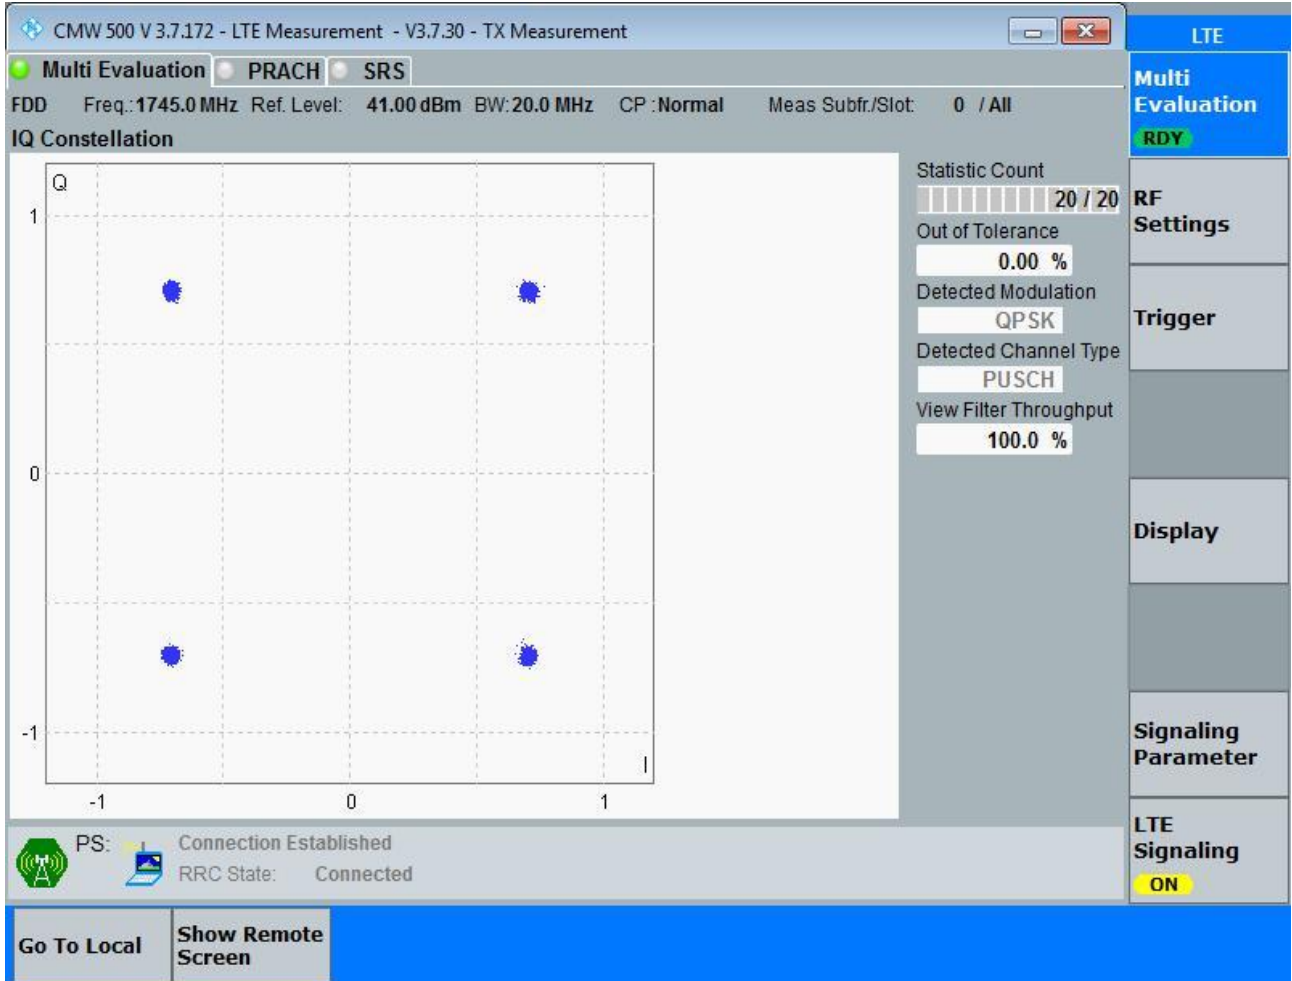 CMW 500 V 3.7.172 - LTE Measurement - V3.7.30 - TX Measurement
LTE
Multi Evaluation PRACH SRS
FDD Freq.:1745.0 MHz Ref. Level: 41.00 dBm BW:20.0 MHz CP :Normal Meas Subfr./Slot: 0 / All
IQ Constellation
Q
1
0
-1
I
-1 0 1
Statistic Count
20 / 20
Out of Tolerance
0.00 %
Detected Modulation
QPSK
Detected Channel Type
PUSCH
View Filter Throughput
100.0 %
Multi
Evaluation
RDY
RF
Settings
Trigger
Display
Signaling
Parameter
LTE
Signaling
ON
PS: Connection Established
RRC State: Connected
Go To Local
Show Remote
Screen